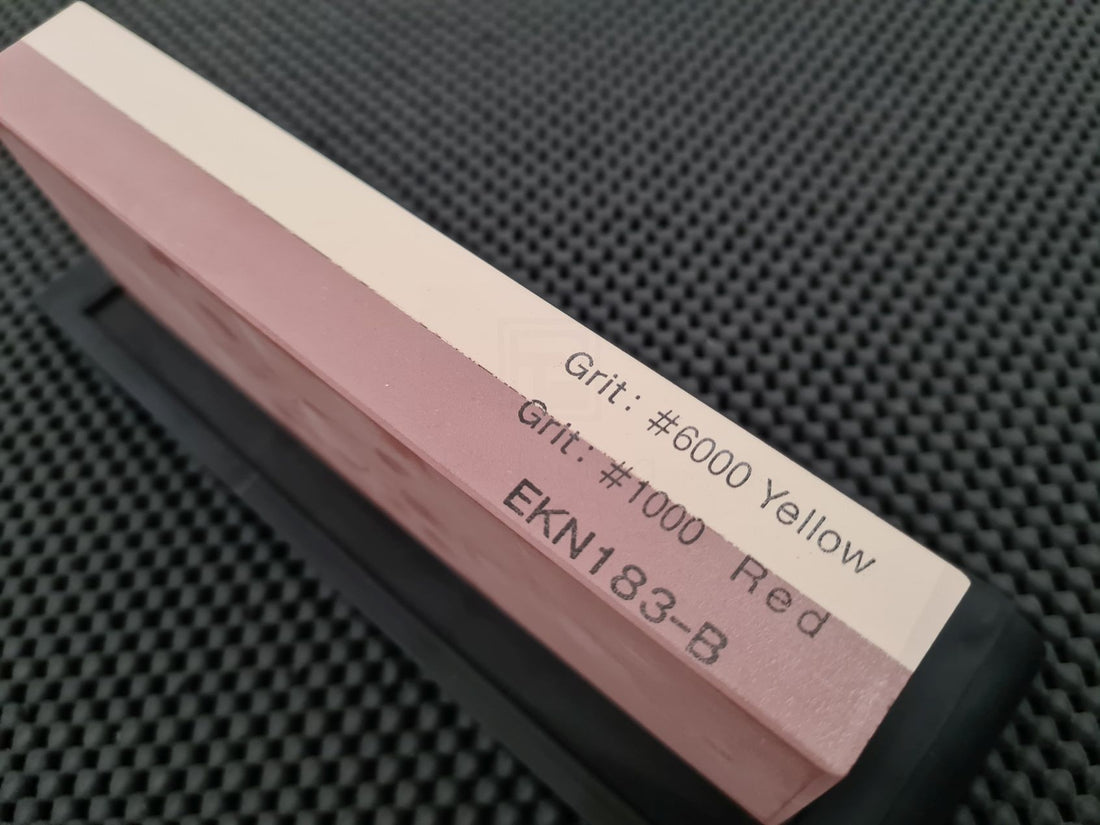 Grit: #6000 Yellow
Grit: #1000 Red
EKN183-B